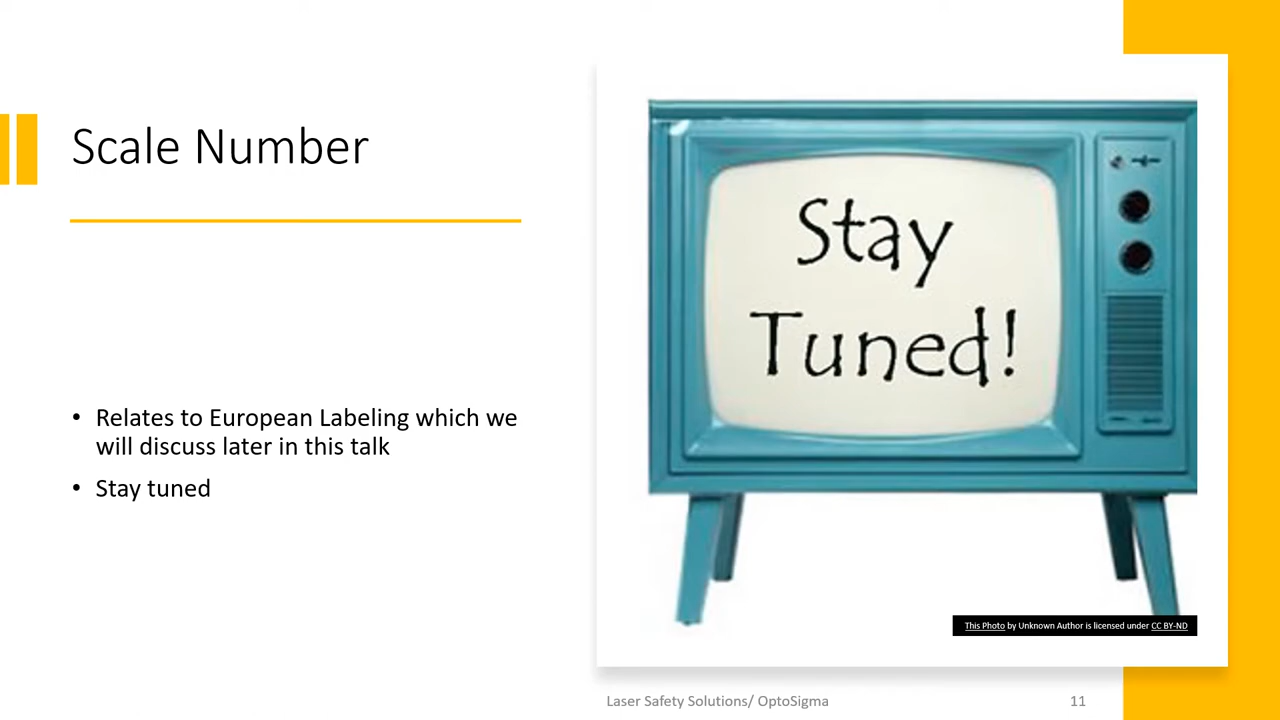 Scale Number
• Relates to European Labeling which we
will discuss later in this talk
• Stay tuned
Stay
Tuned!
This Photo by Unknown Author is licensed under CC BY-ND
Laser Safety Solutions/ OptoSigma
11